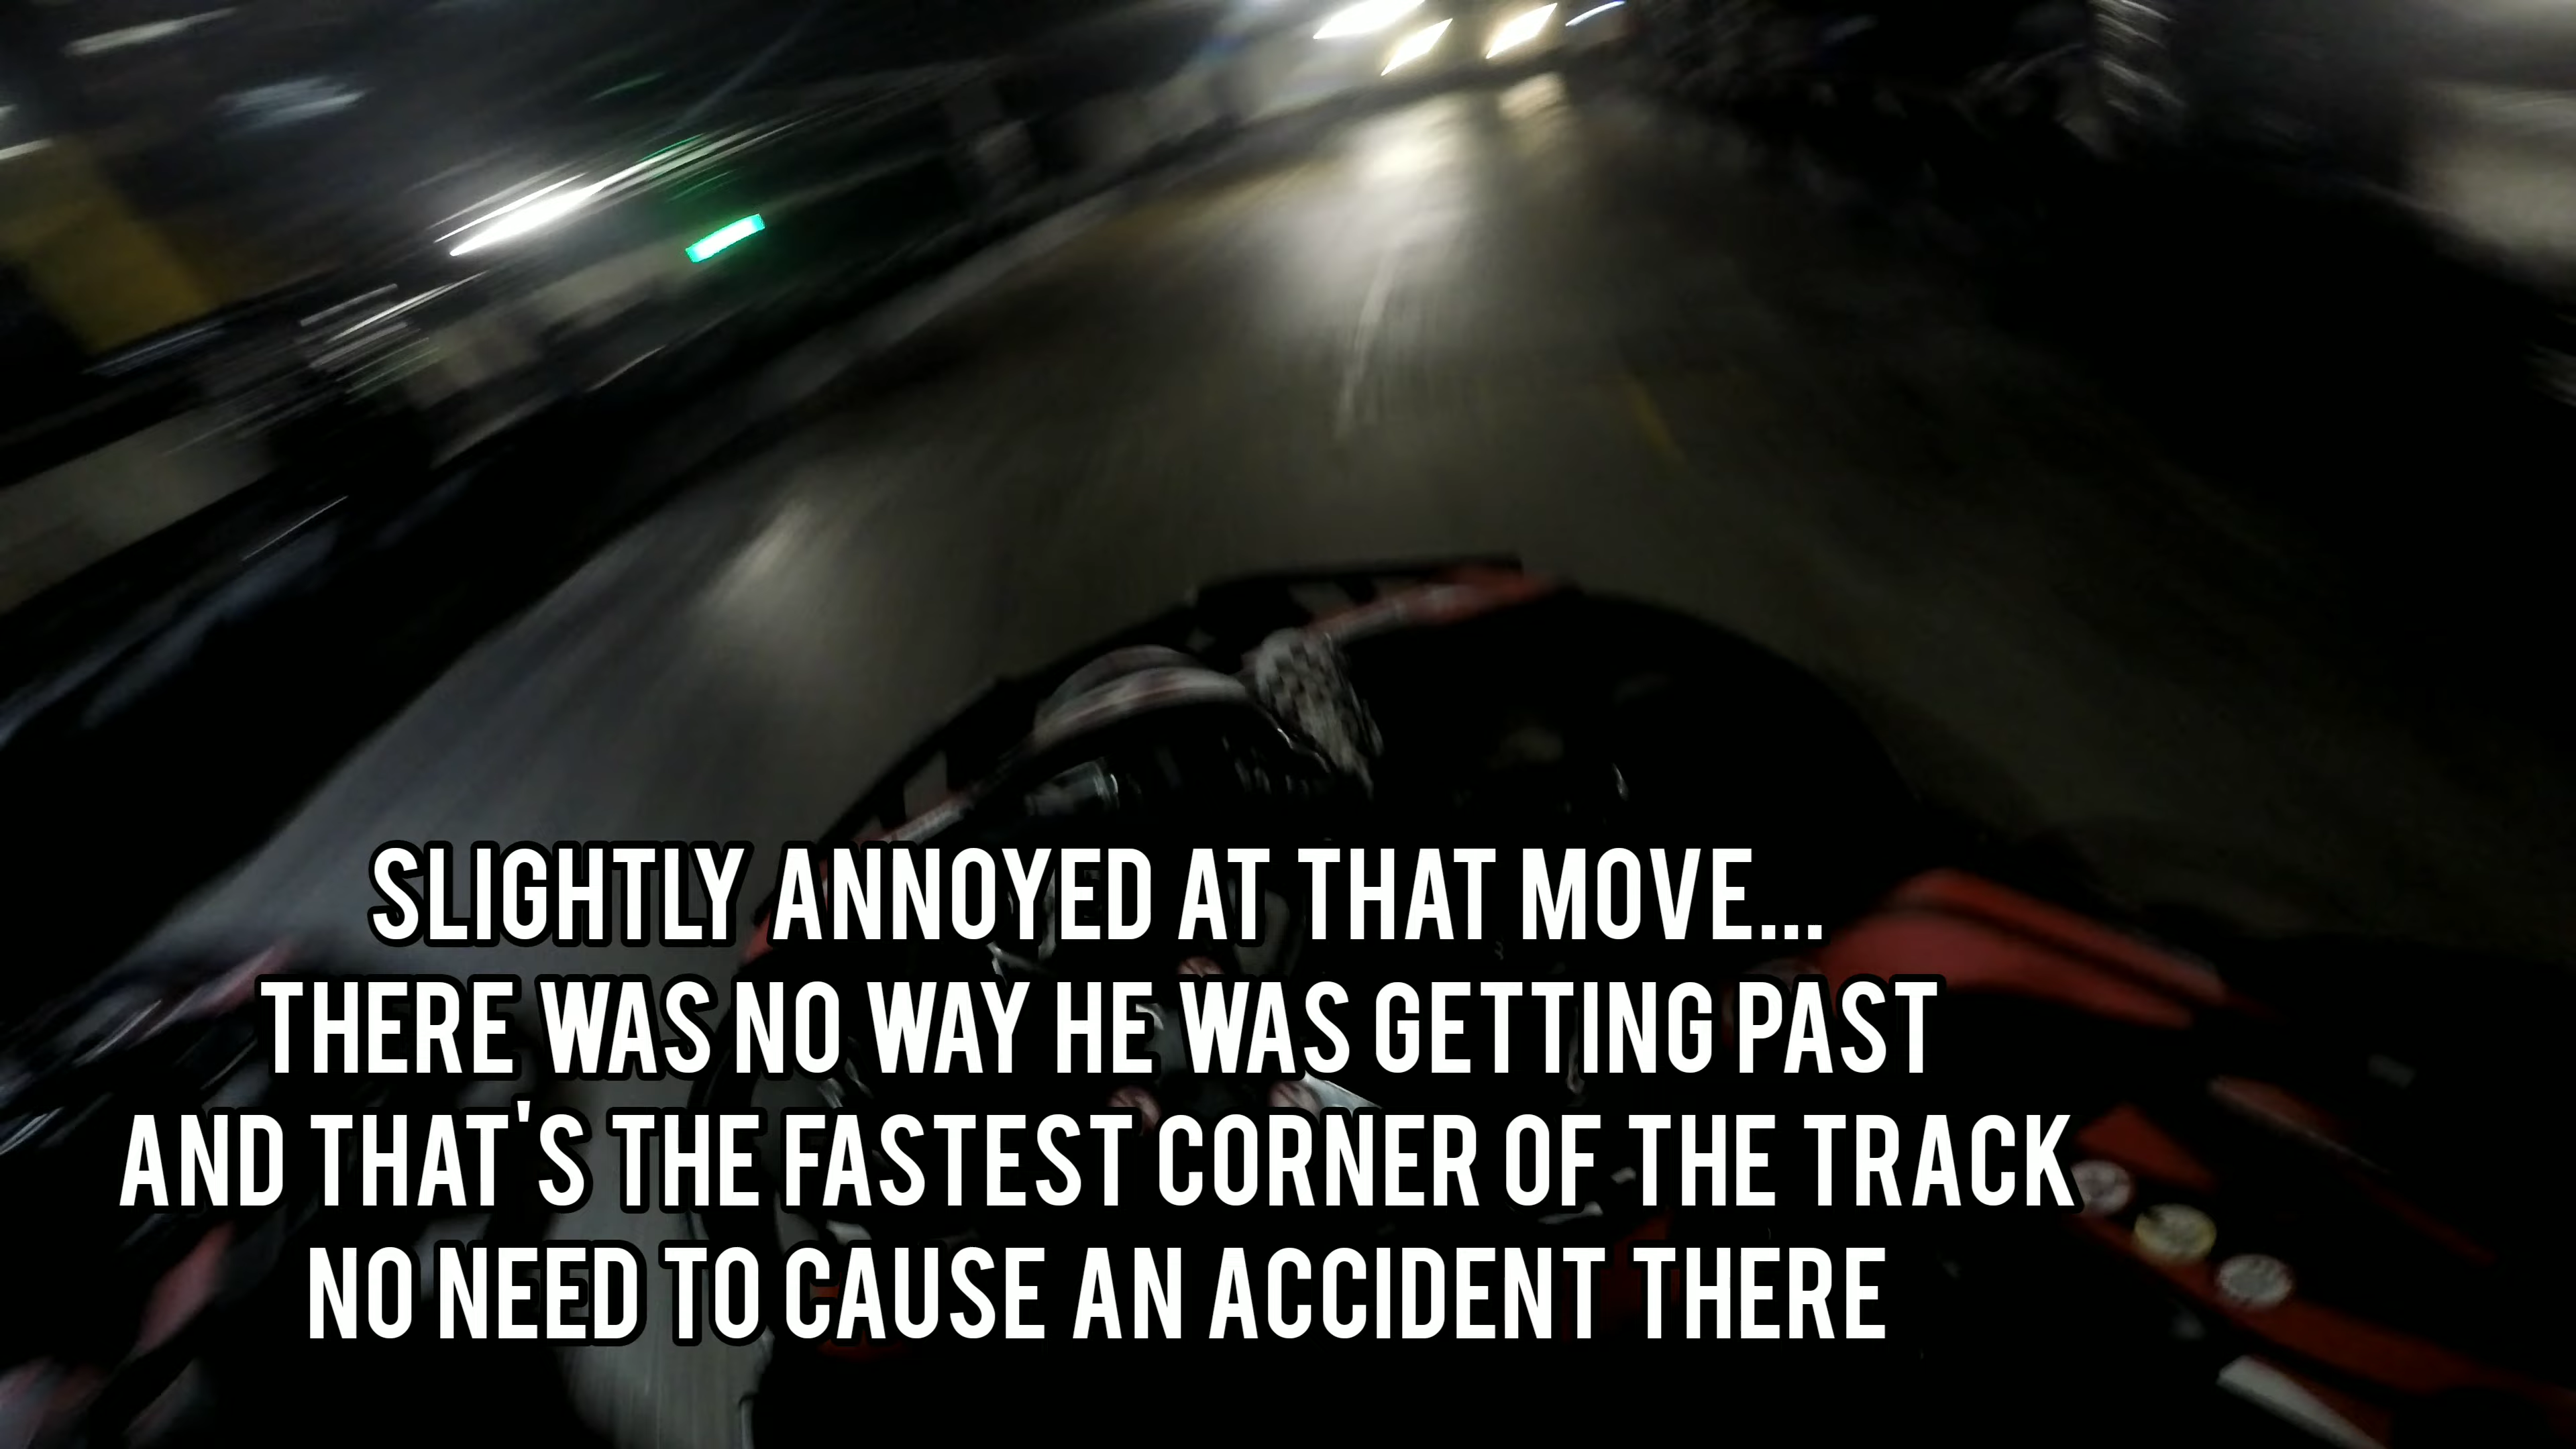 SLIGHTLY ANNOYED AT THAT MOVE...
THERE WAS NO WAY HE WAS GETTING PAST
AND THAT'S THE FASTEST CORNER OF THE TRACK
NO NEED TO CAUSE AN ACCIDENT THERE